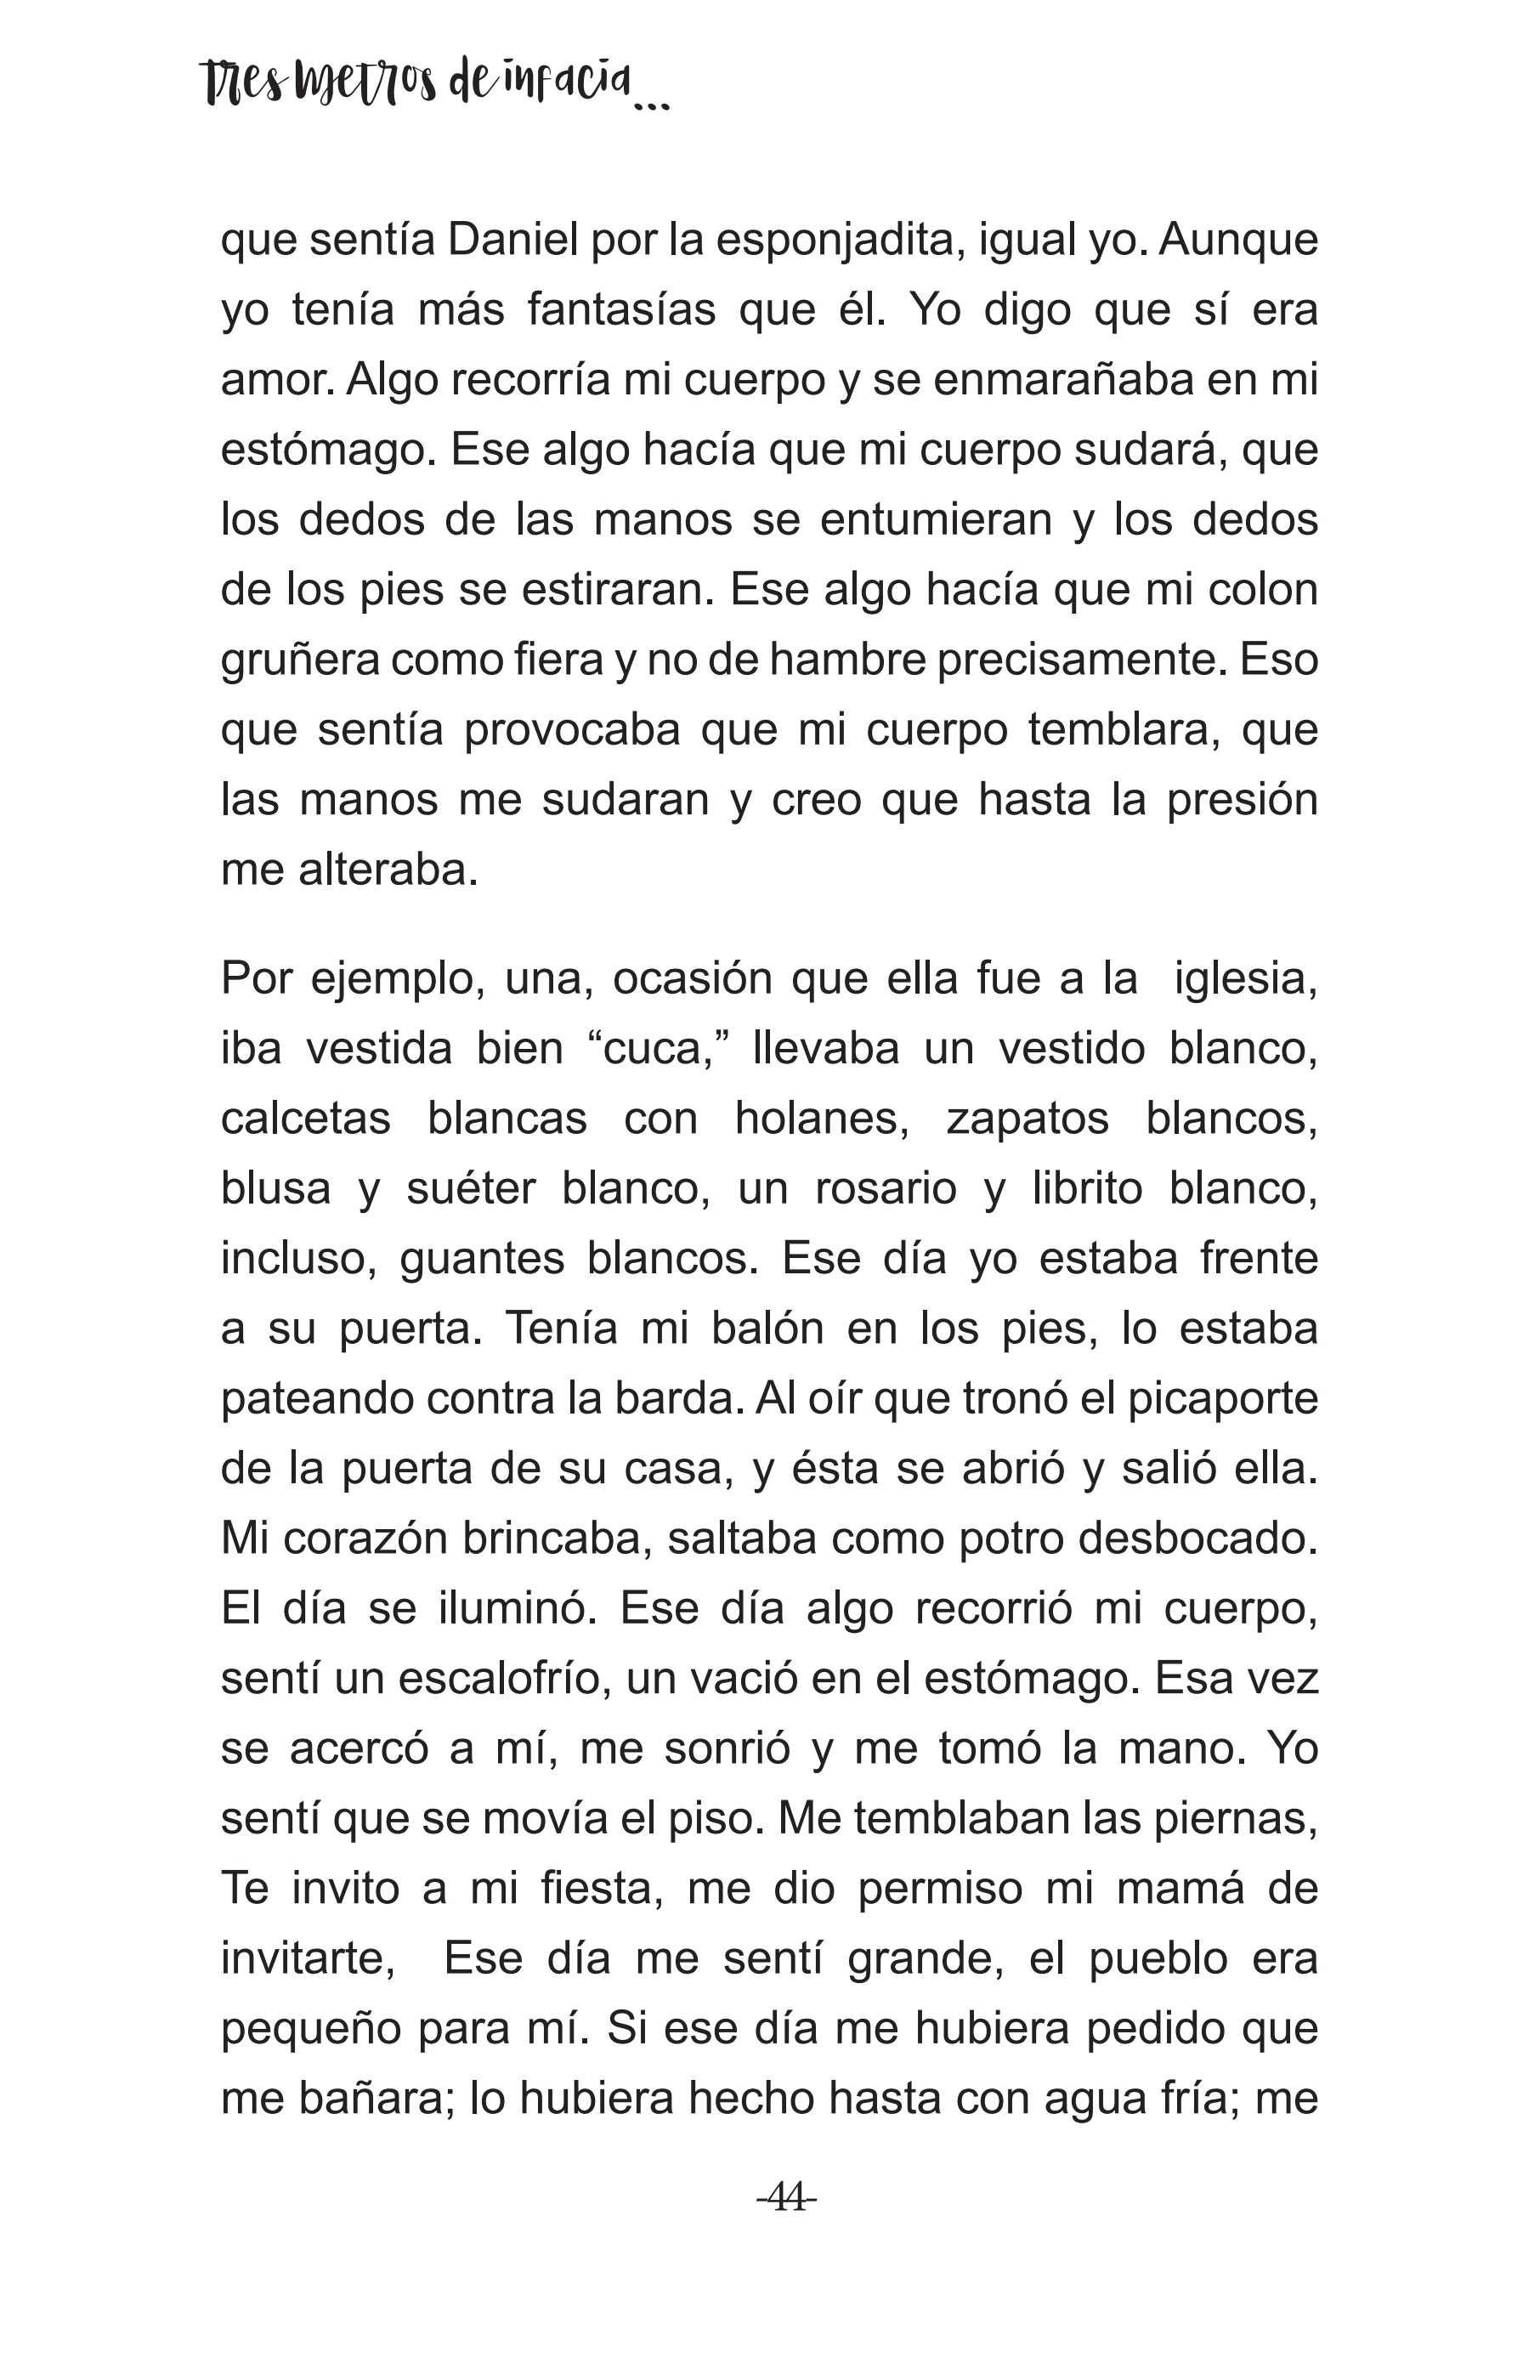 Tres metros de infacia...
que sentía Daniel por la esponjadita, igual yo. Aunque
yo tenía más fantasías que él. Yo digo que sí era
amor. Algo recorría mi cuerpo y se enmarañaba en mi
estómago. Ese algo hacía que mi cuerpo sudará, que
los dedos de las manos se entumieran y los dedos
de los pies se estiraran. Ese algo hacía que mi colon
gruñera como fiera y no de hambre precisamente. Eso
que sentía provocaba que mi cuerpo temblara, que
las manos me sudaran y creo que hasta la presión
me alteraba.
Por ejemplo, una, ocasión que ella fue a la  iglesia,
iba vestida bien “cuca,” llevaba un vestido blanco,
calcetas blancas con holanes, zapatos blancos,
blusa y suéter blanco, un rosario y librito blanco,
incluso, guantes blancos. Ese día yo estaba frente
a su puerta. Tenía mi balón en los pies, lo estaba
pateando contra la barda. Al oír que tronó el picaporte
de la puerta de su casa, y ésta se abrió y salió ella.
Mi corazón brincaba, saltaba como potro desbocado.
El día se iluminó. Ese día algo recorrió mi cuerpo,
sentí un escalofrío, un vació en el estómago. Esa vez
se acercó a mí, me sonrió y me tomó la mano. Yo
sentí que se movía el piso. Me temblaban las piernas,
Te invito a mi fiesta, me dio permiso mi mamá de
invitarte,  Ese día me sentí grande, el pueblo era
pequeño para mí. Si ese día me hubiera pedido que
me bañara; lo hubiera hecho hasta con agua fría; me
-44-